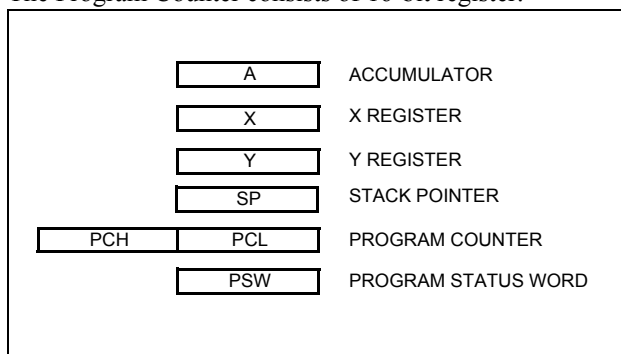 The Program Counter consists of 16-bit register.
A ACCUMULATOR
X X REGISTER
Y Y REGISTER
SP STACK POINTER
PCH PCL PROGRAM COUNTER
PSW PROGRAM STATUS WORD